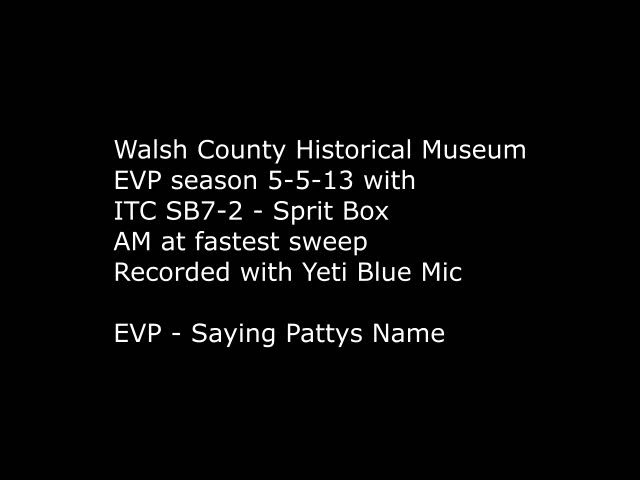 Walsh County Historical Museum
EVP season 5-5-13 with
ITC SB7-2 - Sprit Box
AM at fastest sweep
Recorded with Yeti Blue Mic
EVP - Saying Pattys Name